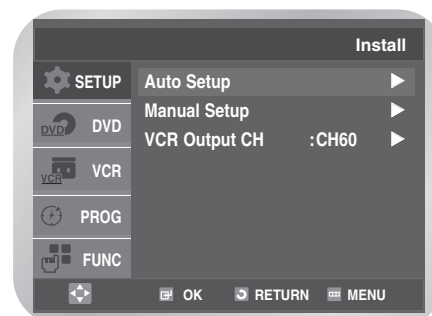 Install
SETUP
Auto Setup
Manual Setup
DVD DVD
VCR Output CH :CH60
VCR VCR
PROG
FUNC
OK RETURN MENU